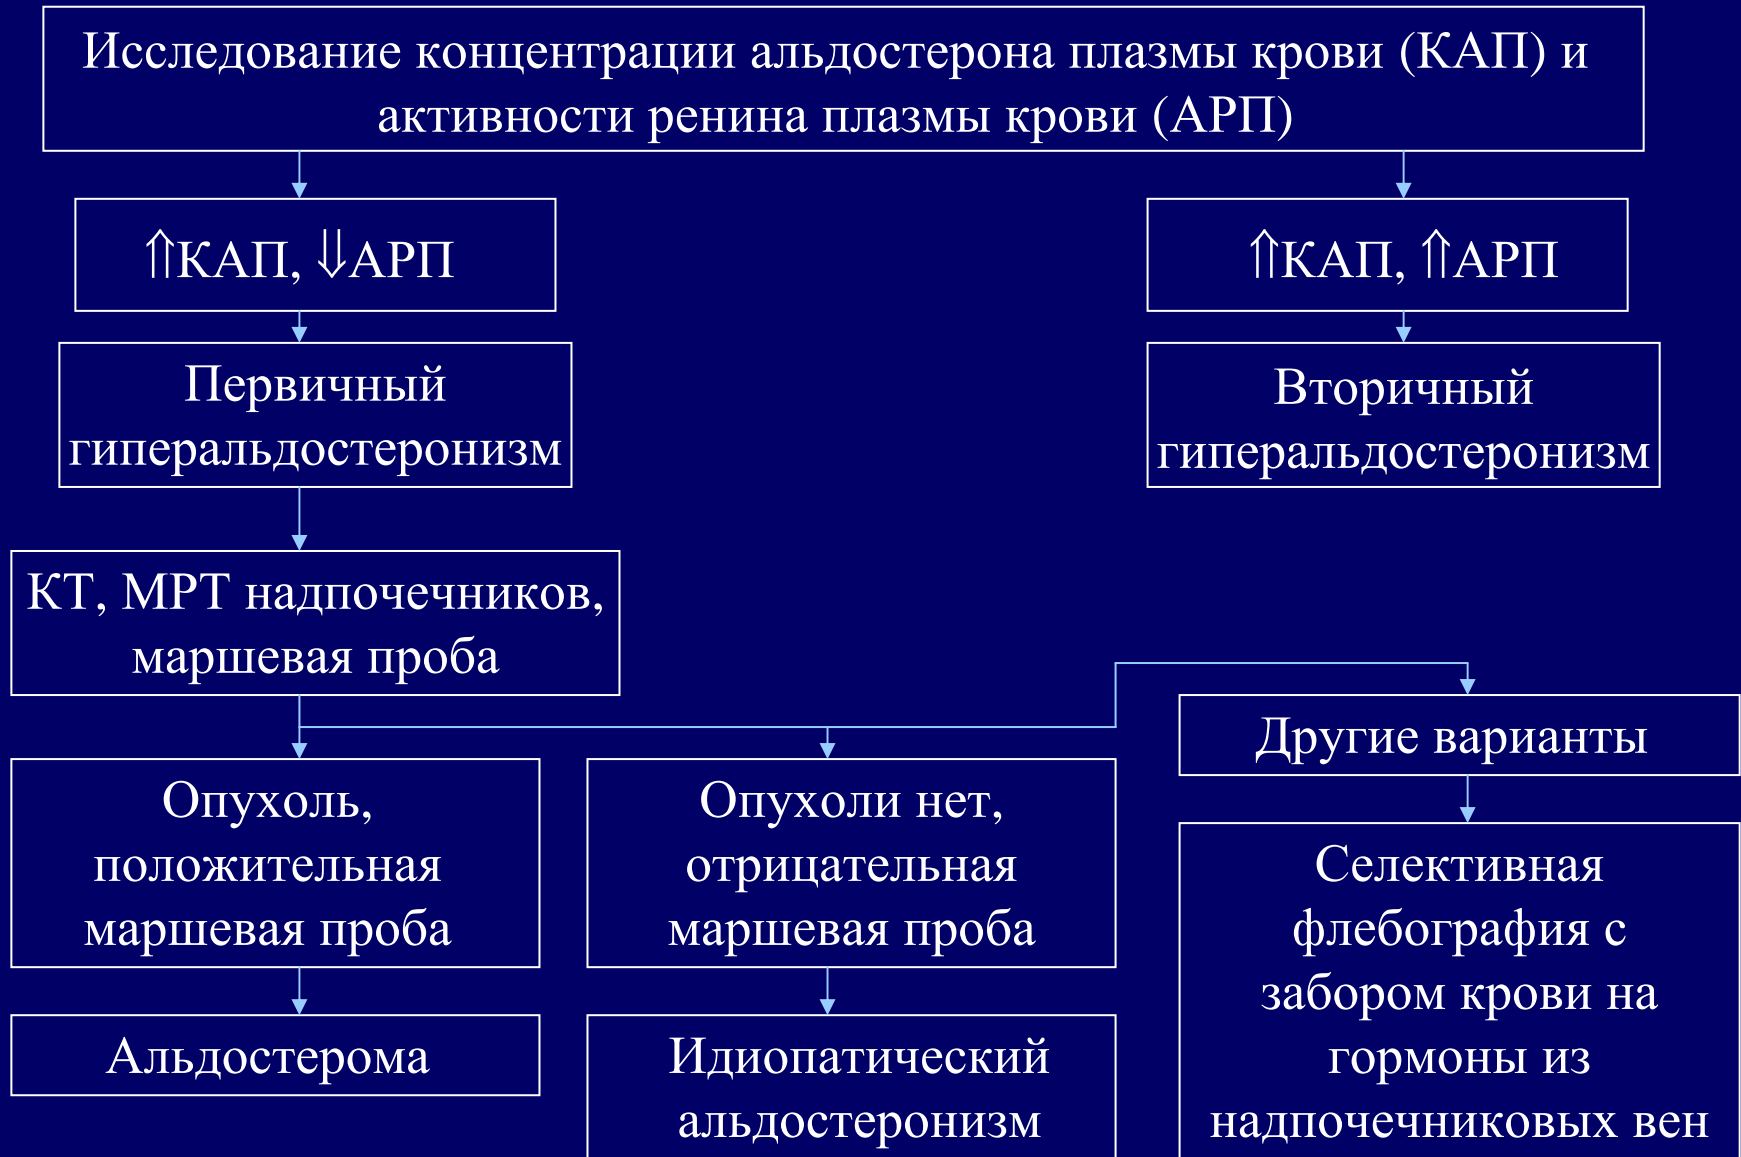 Исследование концентрации альдостерона плазмы крови (КАП) и
активности ренина плазмы крови (АРП)
⇑КАП, ⇓АРП
⇑КАП, ⇑АРП
Первичный
гиперальдостеронизм
Вторичный
гиперальдостеронизм
КТ, МРТ надпочечников,
маршевая проба
Опухоль,
положительная
маршевая проба
Альдостерома
Опухоли нет,
отрицательная
маршевая проба
Идиопатический
альдостеронизм
Другие варианты
Селективная
флебография с
забором крови на
гормоны из
надпочечниковых вен